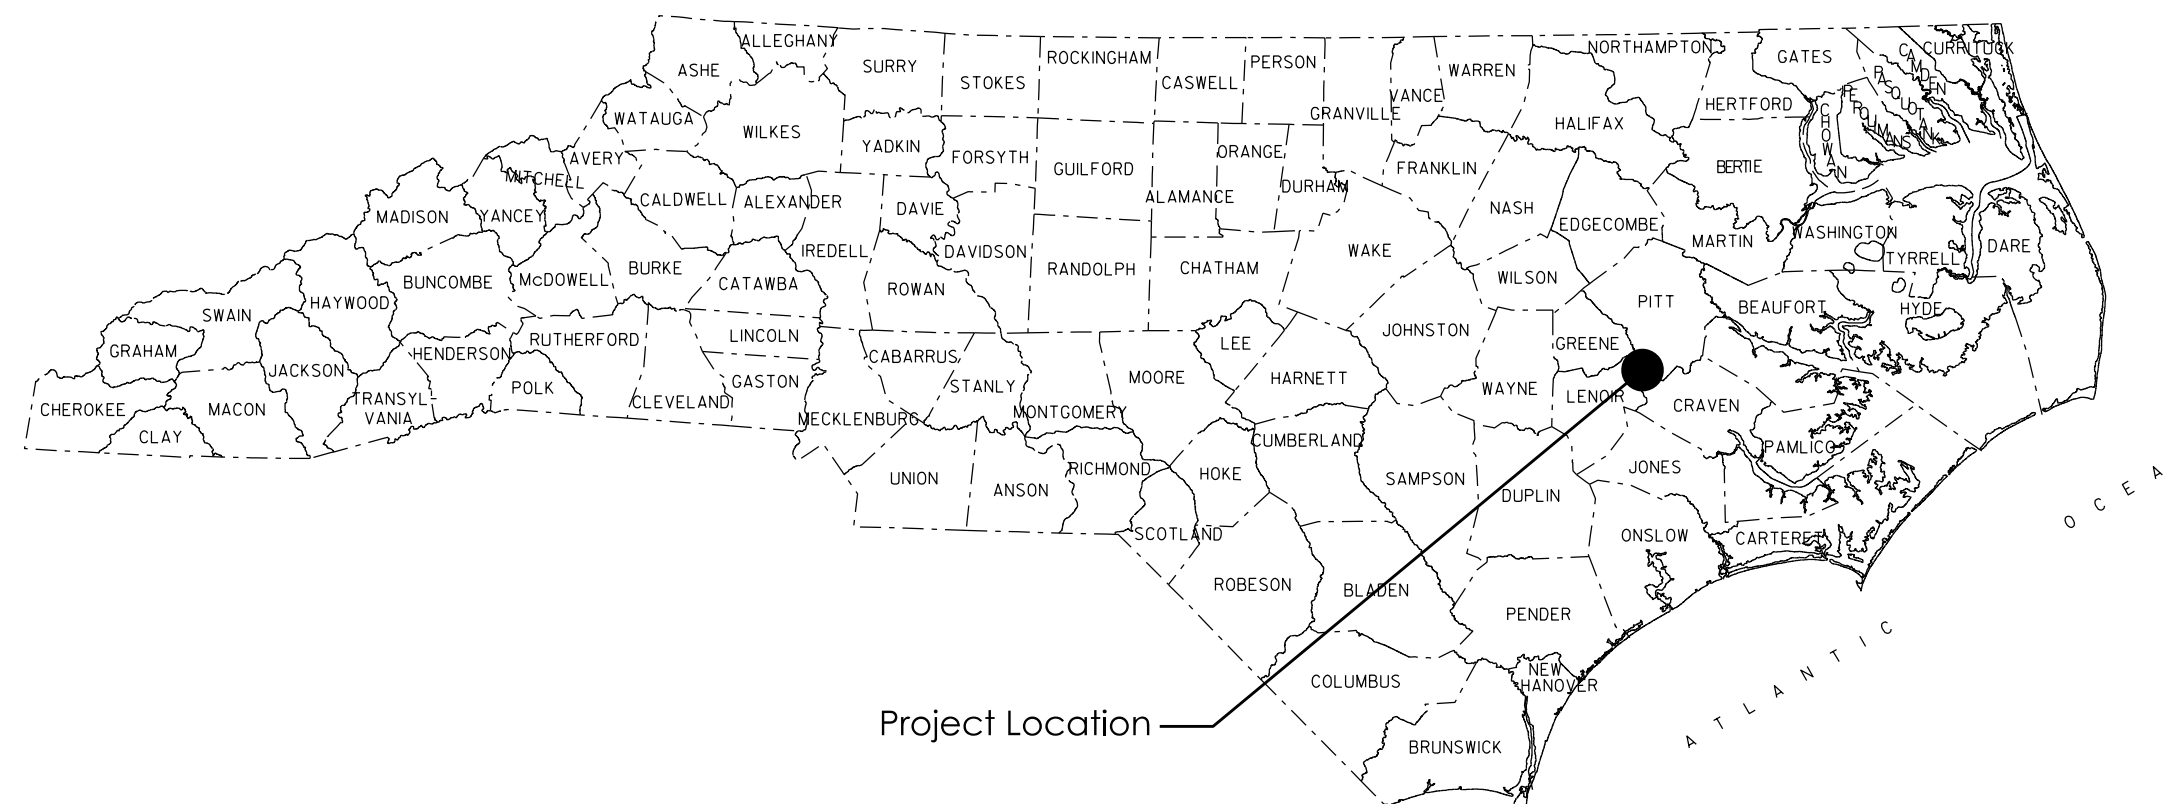 ALLEGHANY
ASHE
SURRY
STOKES
ROCKINGHAM
CASWELL
PERSON
GRANVILLE
VANCE
WARREN
NORTHAMPTON
GATES
CAMDEN
CURRITUCK
PASQUOTANK
PERQUIMANS
CHOWAN
HERTFORD
HALIFAX
WATAUGA
WILKES
YADKIN
FORSYTH
GUILFORD
ALAMANCE
ORANGE
DURHAM
FRANKLIN
BERTIE
AVERY
MITCHELL
CALDWELL
ALEXANDER
DAVIE
NASH
EDGECOMBE
MARTIN
WASHINGTON
TYRRELL
DARE
MADISON
YANCEY
IREDELL
DAVIDSON
RANDOLPH
CHATHAM
WAKE
WILSON
PITT
BEAUFORT
HYDE
HAYWOOD
BUNCOMBE
McDOWELL
BURKE
CATAWBA
ROWAN
SWAIN
GRAHAM
JACKSON
HENDERSON
RUTHERFORD
LINCOLN
CABARRUS
STANLY
MOORE
LEE
HARNETT
JOHNSTON
GREENE
WAYNE
LENOIR
CRAVEN
CHEROKEE
CLAY
MACON
TRANSYL-
VANIA
POLK
CLEVELAND
GASTON
MECKLENBURG
MONTGOMERY
CUMBERLAND
PAMLICO
UNION
ANSON
RICHMOND
HOKE
SAMPSON
DUPLIN
JONES
SCOTLAND
ONSLOW
CARTERET
ROBESON
BLADEN
PENDER
COLUMBUS
NEW
HANOVER
BRUNSWICK
Project Location
ATLANTIC
OCEA